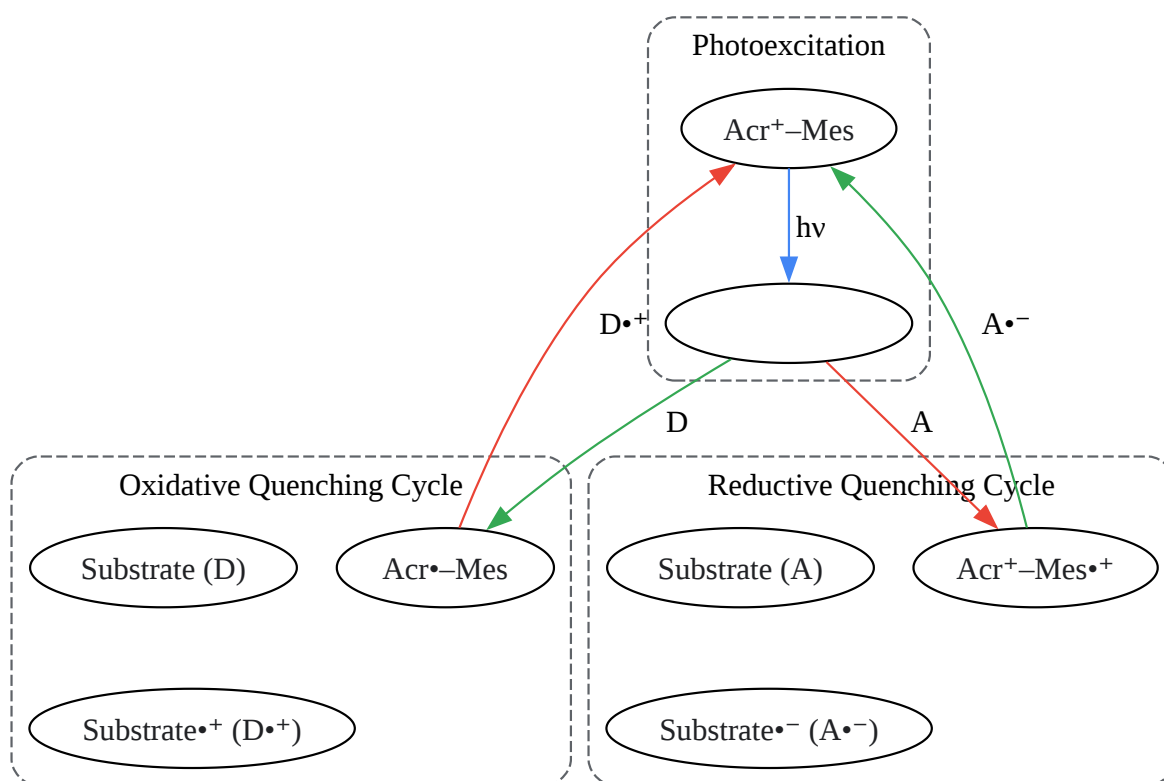 Photoexcitation
Acr⁺–Mes
hν
D•⁺
A•⁻
D
A
Oxidative Quenching Cycle
Reductive Quenching Cycle
Substrate (D)
Acr•–Mes
Substrate (A)
Acr⁺–Mes•⁺
Substrate•⁺ (D•⁺)
Substrate•⁻ (A•⁻)